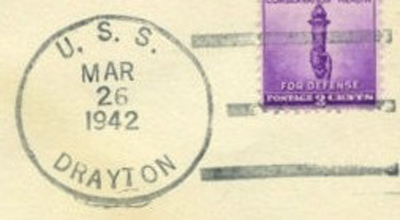 U. S. S.
MAR
26
1942
DRAYTON
FOR DEFENSE
POSTAGE 3 CENTS